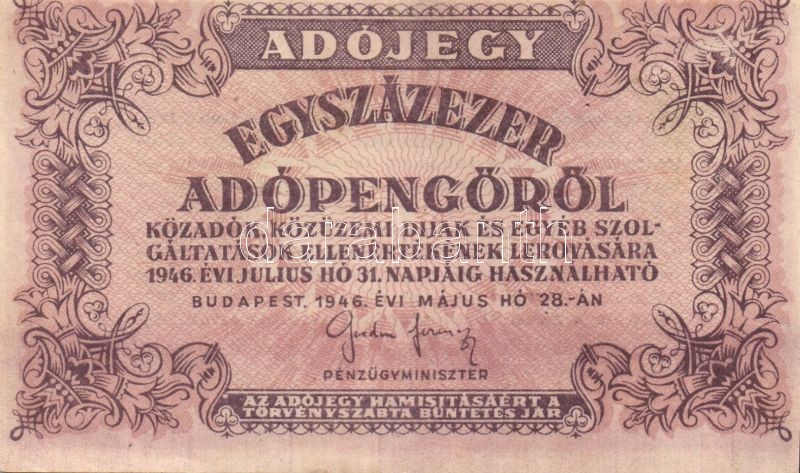 ADÓJEGY
EGYSZÁZEZER
ADÓPENGŐRŐL
KÖZADÓK, KÖZÜZEMI DIJAK ÉS EGYÉB SZOL-
GÁLTATÁSOK ELLENÉRTÉKÉNEK LEROVÁSÁRA
1946. ÉVI JULIUS HÓ 31. NAPJÁIG HASZNÁLHATÓ
BUDAPEST, 1946. ÉVI MÁJUS HÓ 28.-ÁN
PÉNZÜGYMINISZTER
AZ ADÓJEGY HAMISITÁSÁÉRT A
TÖRVÉNYSZABTA BÜNTETÉS JÁR